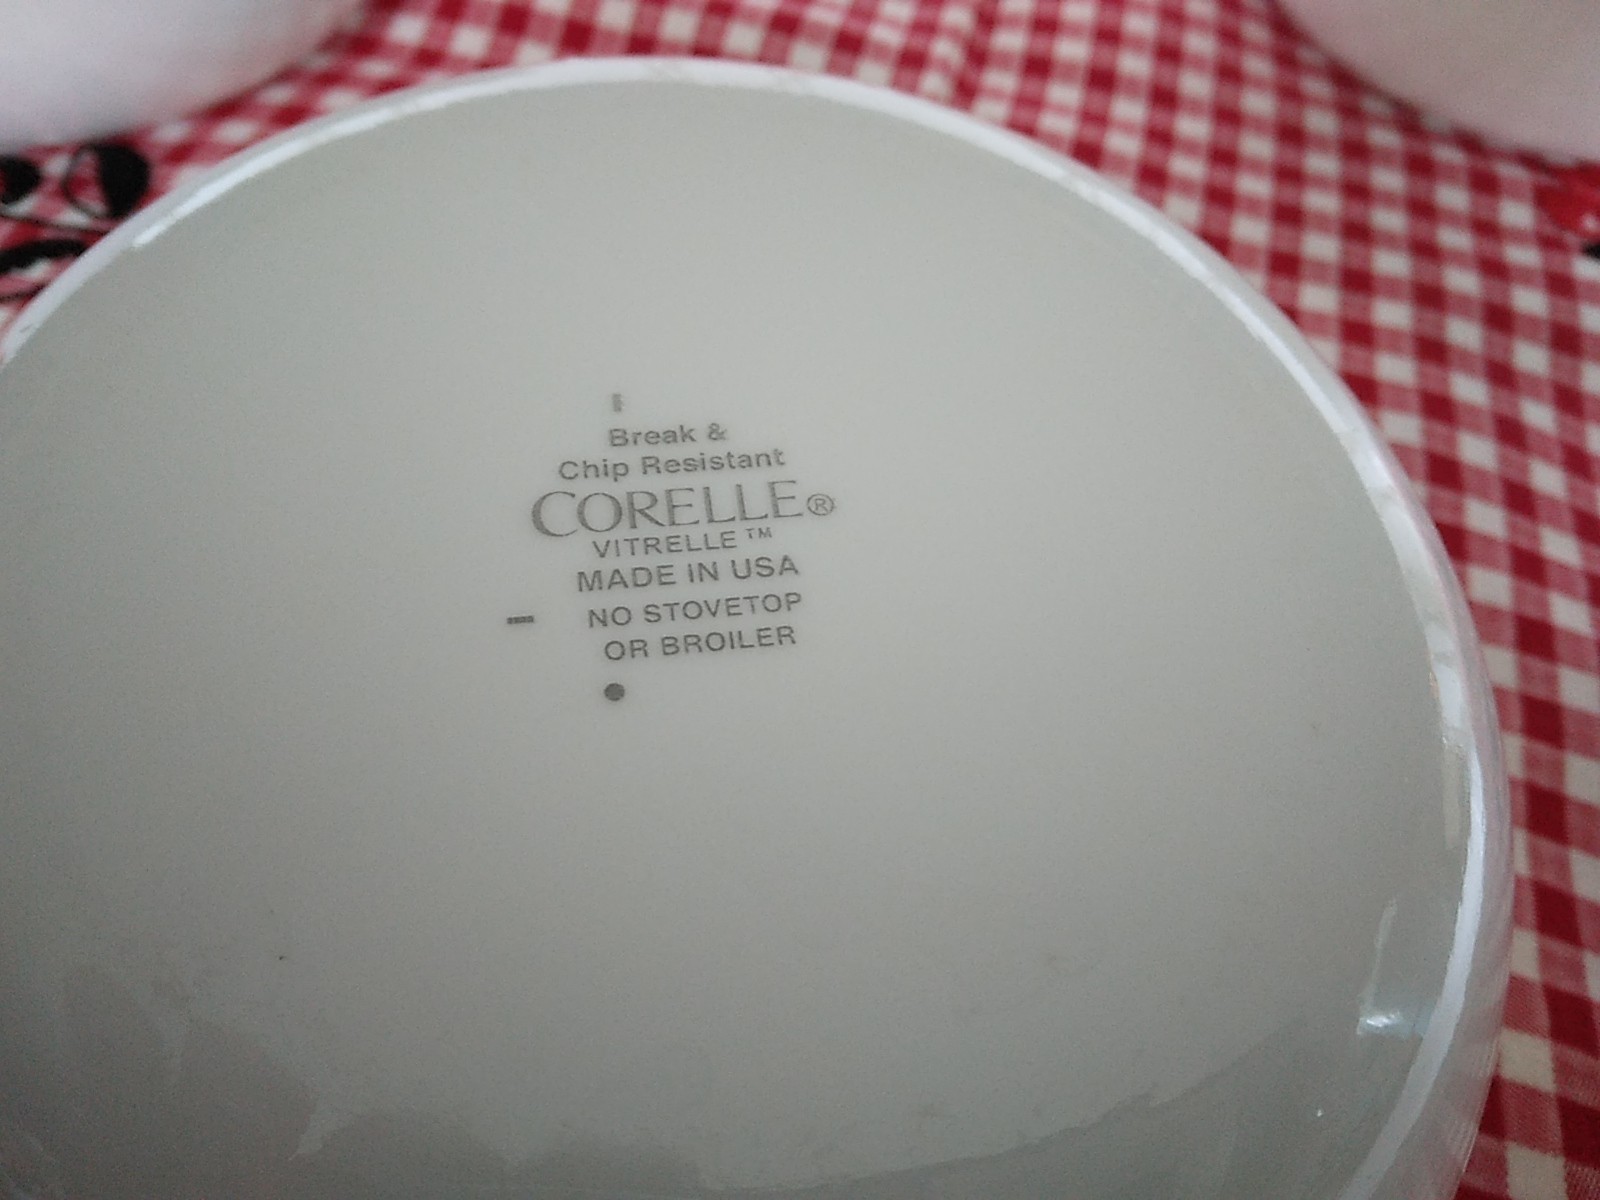 Break &
Chip Resistant
CORELLE®
VITRELLE™
MADE IN USA
NO STOVETOP
OR BROILER